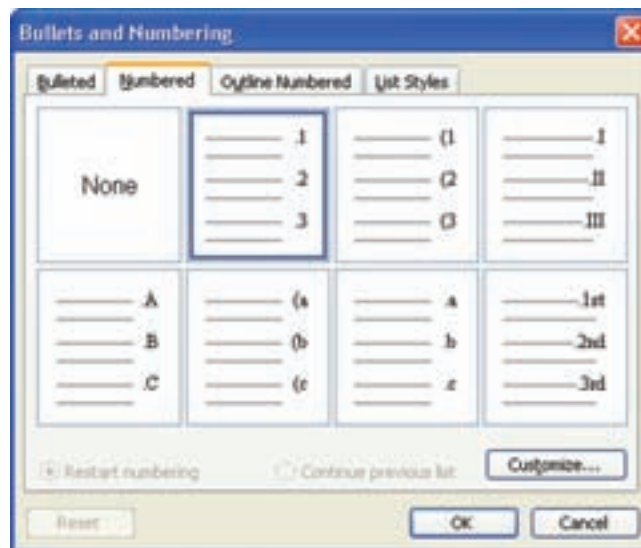 Bullets and Numbering
Bulleted Numbered Outline Numbered List Styles
None
.1
.2
.3
(1
(2
(3
.I
.II
.III
.A
.B
.C
(a
(b
(c
.a
.b
.c
.1st
.2nd
.3rd
Restart numbering Continue previous list Customize...
Reset OK Cancel